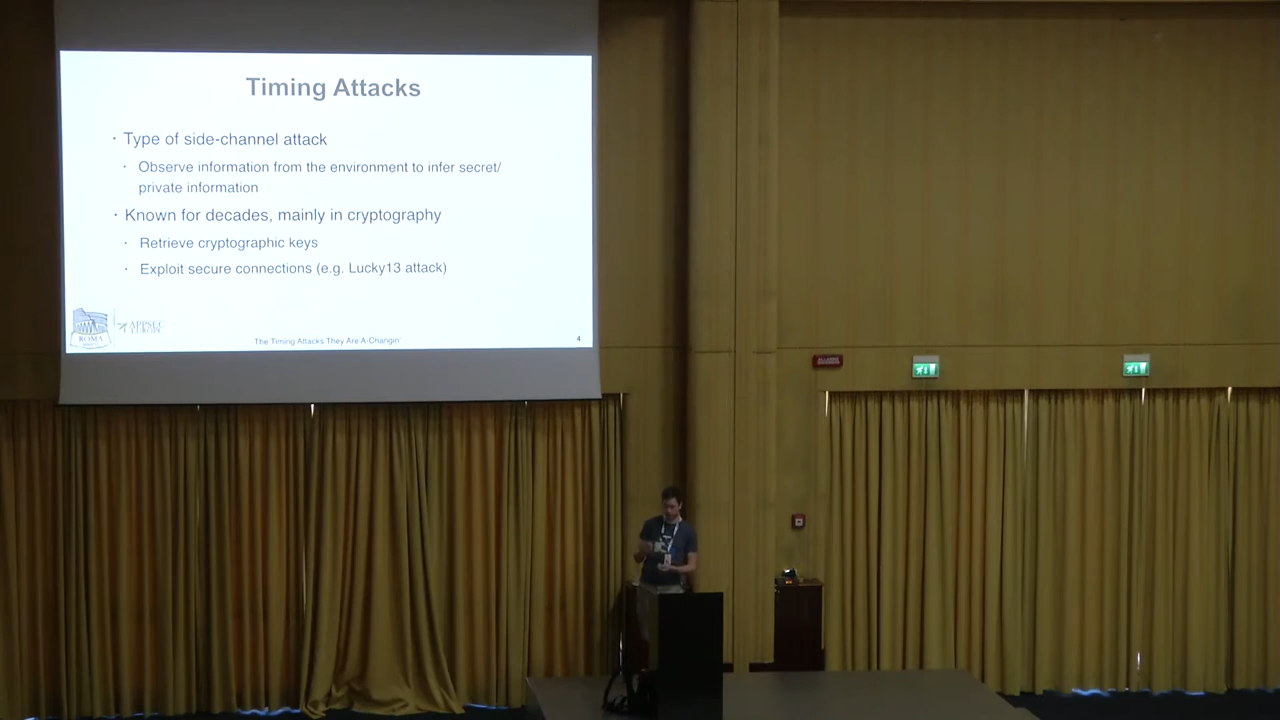 Timing Attacks
· Type of side-channel attack
· Observe information from the environment to infer secret/
private information
· Known for decades, mainly in cryptography
· Retrieve cryptographic keys
· Exploit secure connections (e.g. Lucky13 attack)
ROMA
APPSEC
The Timing Attacks They Are A-Changin'
4